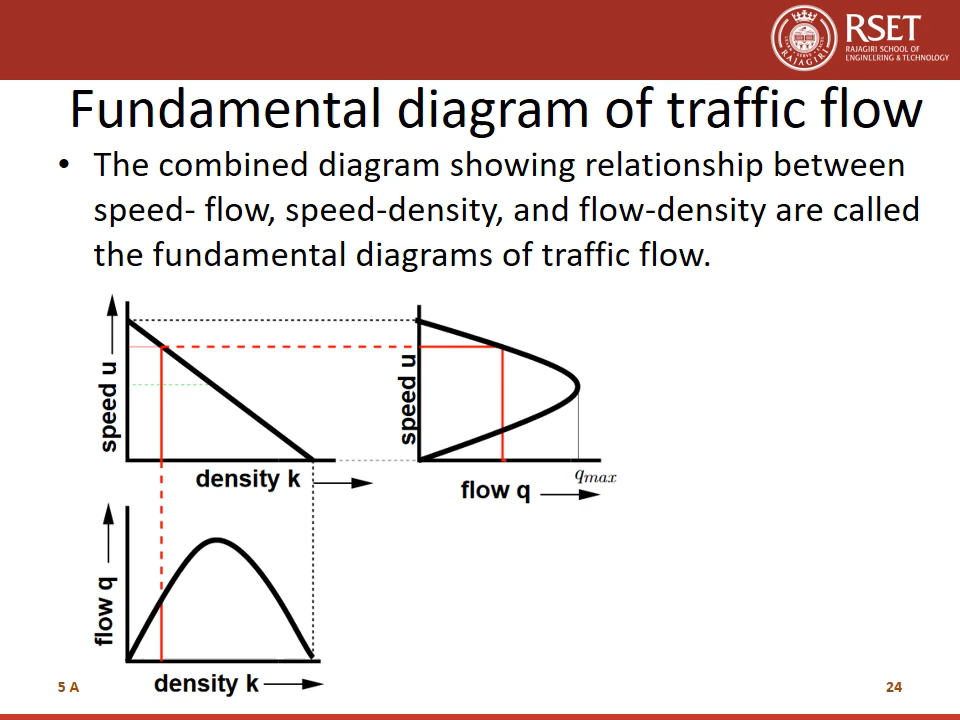 RSET
RAJAGIRI SCHOOL OF
ENGINEERING & TECHNOLOGY
RAJAGIRI
Fundamental diagram of traffic flow
• The combined diagram showing relationship between
speed- flow, speed-density, and flow-density are called
the fundamental diagrams of traffic flow.
speed u
density k
speed u
flow q
qmax
flow q
density k
5 A
24